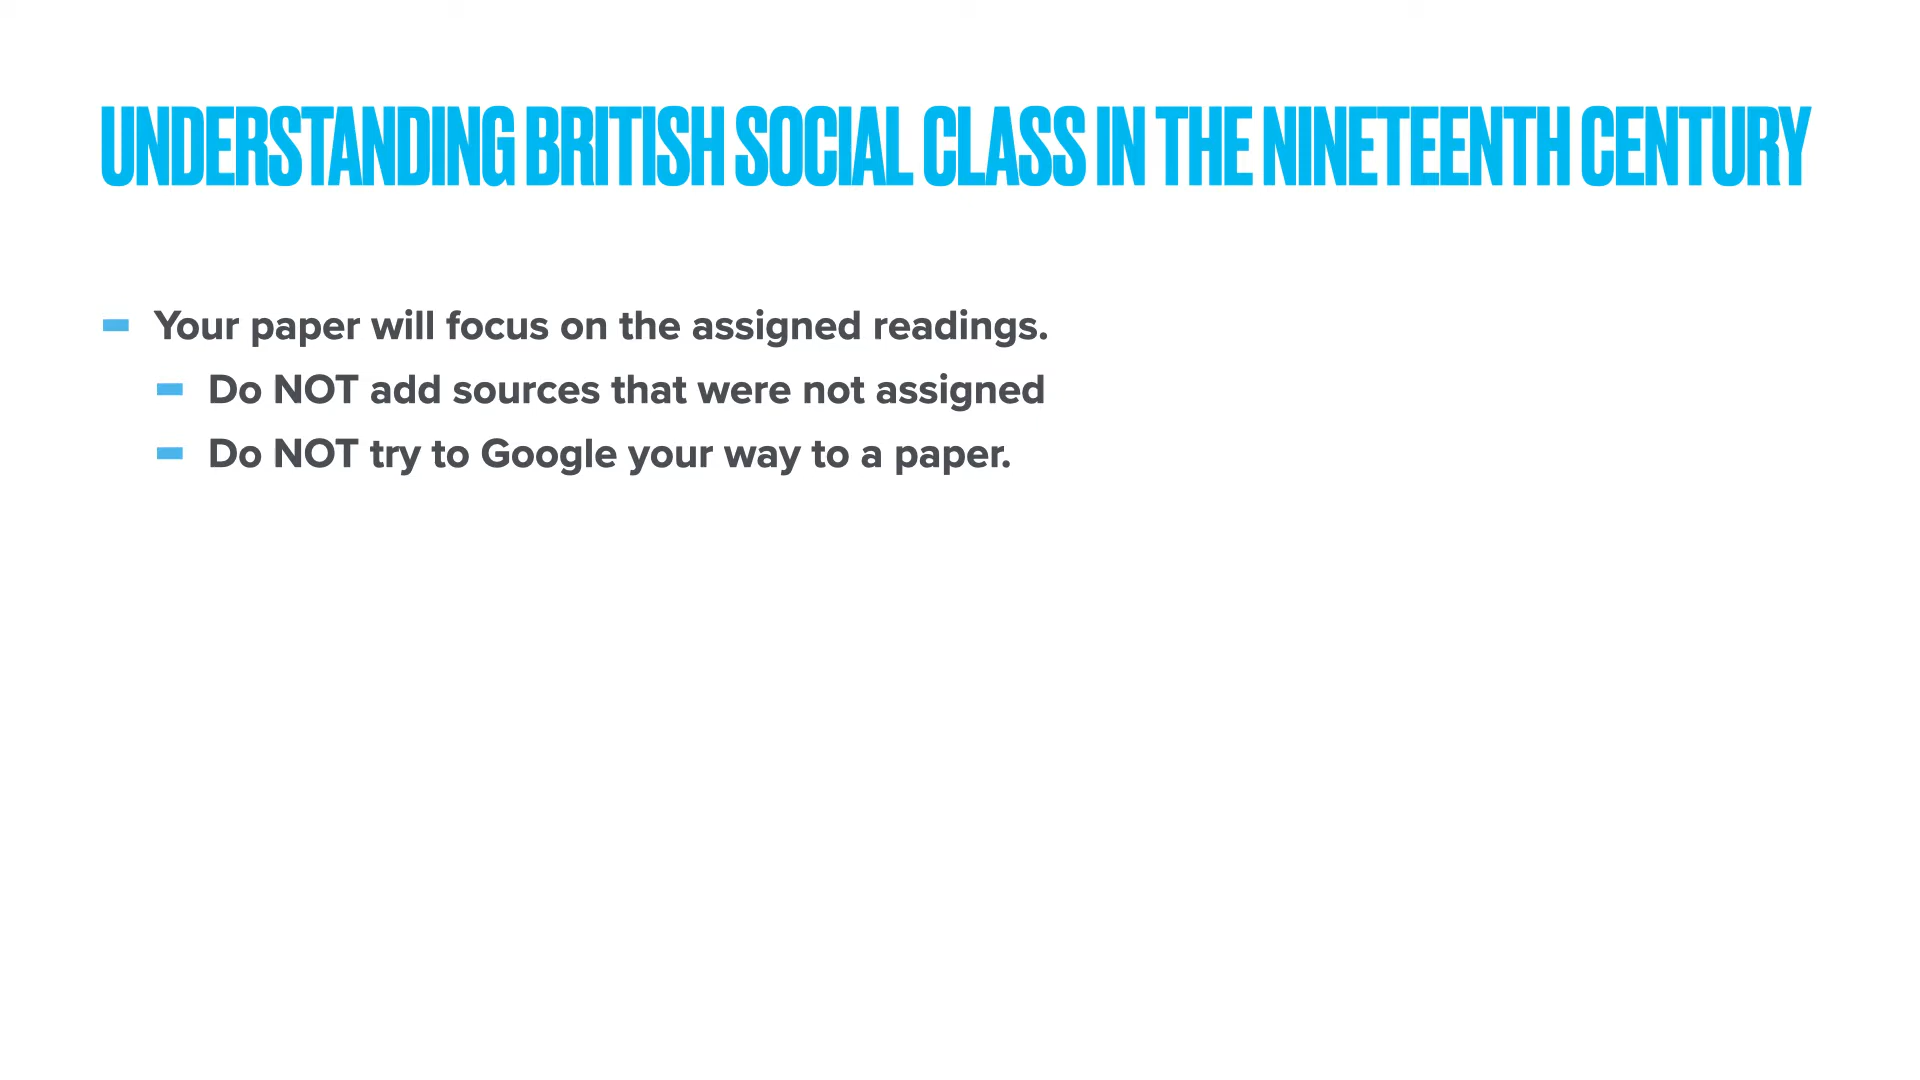 UNDERSTANDING BRITISH SOCIAL CLASS IN THE NINETEENTH CENTURY
Your paper will focus on the assigned readings.
Do NOT add sources that were not assigned
Do NOT try to Google your way to a paper.